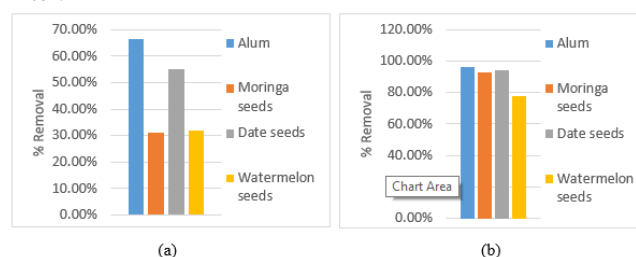 70.00%
60.00%
50.00%
40.00%
30.00%
20.00%
10.00%
0.00%
% Removal
Alum
Moringa
seeds
Date seeds
Watermelon
seeds
(a)
120.00%
100.00%
80.00%
60.00%
40.00%
0.00%
% Removal
Chart Area
Alum
Moringa
seeds
Date seeds
Watermelon
seeds
(b)